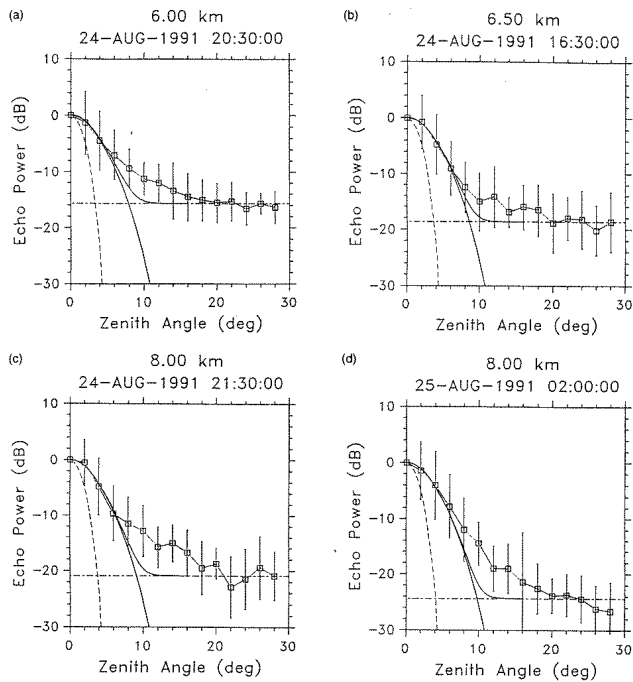 (a)
6.00 km
24-AUG-1991 20:30:00
10
0
-10
-20
-30
Echo Power (dB)
0 10 20 30
Zenith Angle (deg)
(b)
6.50 km
24-AUG-1991 16:30:00
10
0
-10
-20
-30
Echo Power (dB)
0 10 20 30
Zenith Angle (deg)
(c)
8.00 km
24-AUG-1991 21:30:00
10
0
-10
-20
-30
Echo Power (dB)
0 10 20 30
Zenith Angle (deg)
(d)
8.00 km
25-AUG-1991 02:00:00
10
0
-10
-20
-30
Echo Power (dB)
0 10 20 30
Zenith Angle (deg)